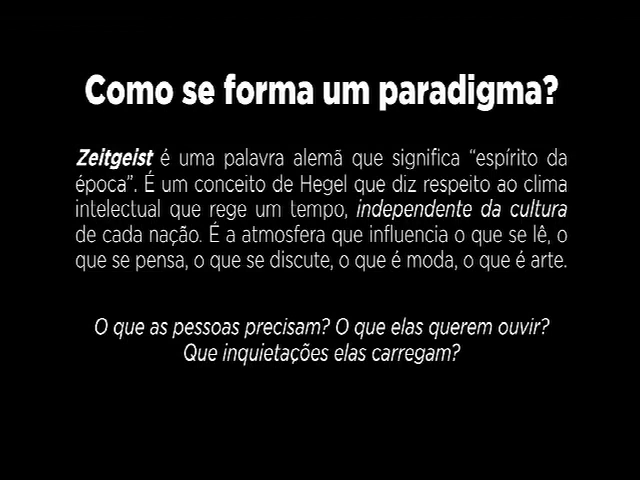 Como se forma um paradigma?
Zeitgeist é uma palavra alemã que significa “espírito da
época”. É um conceito de Hegel que diz respeito ao clima
intelectual que rege um tempo, independente da cultura
de cada nação. É a atmosfera que influencia o que se lê, o
que se pensa, o que se discute, o que é moda, o que é arte.
O que as pessoas precisam? O que elas querem ouvir?
Que inquietações elas carregam?